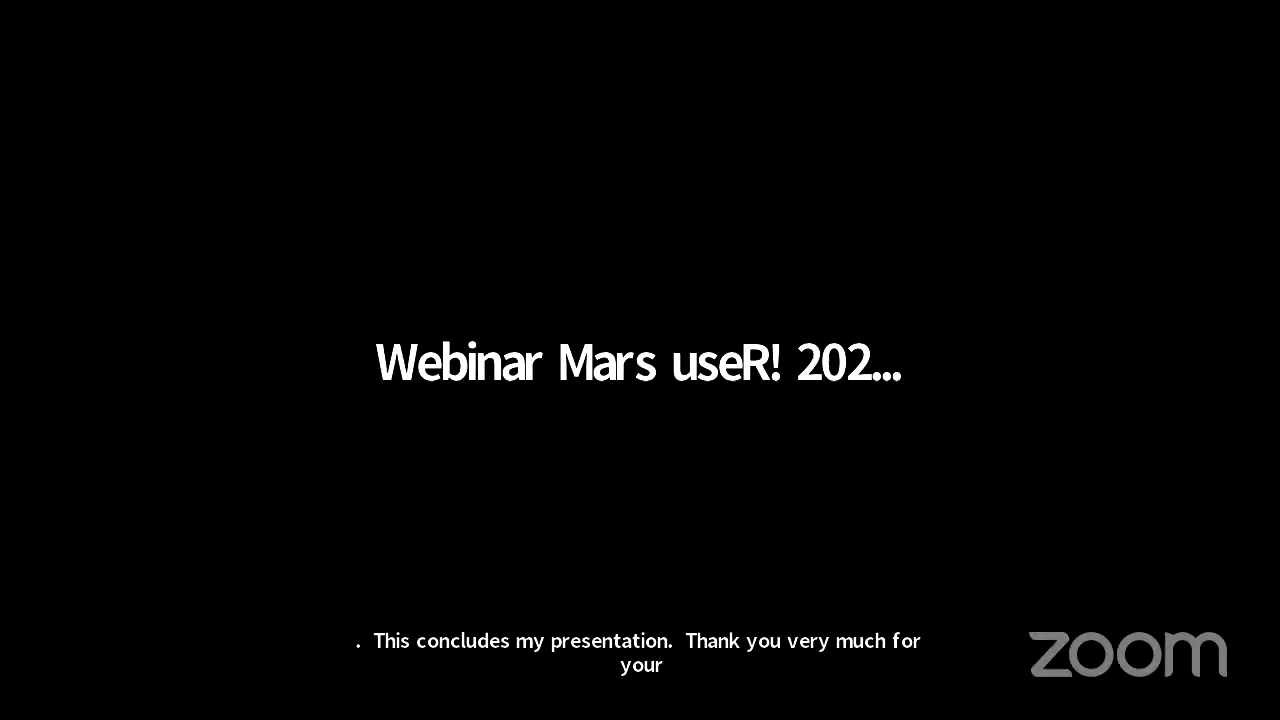 Webinar Mars useR! 202...
. This concludes my presentation. Thank you very much for
your
zoom